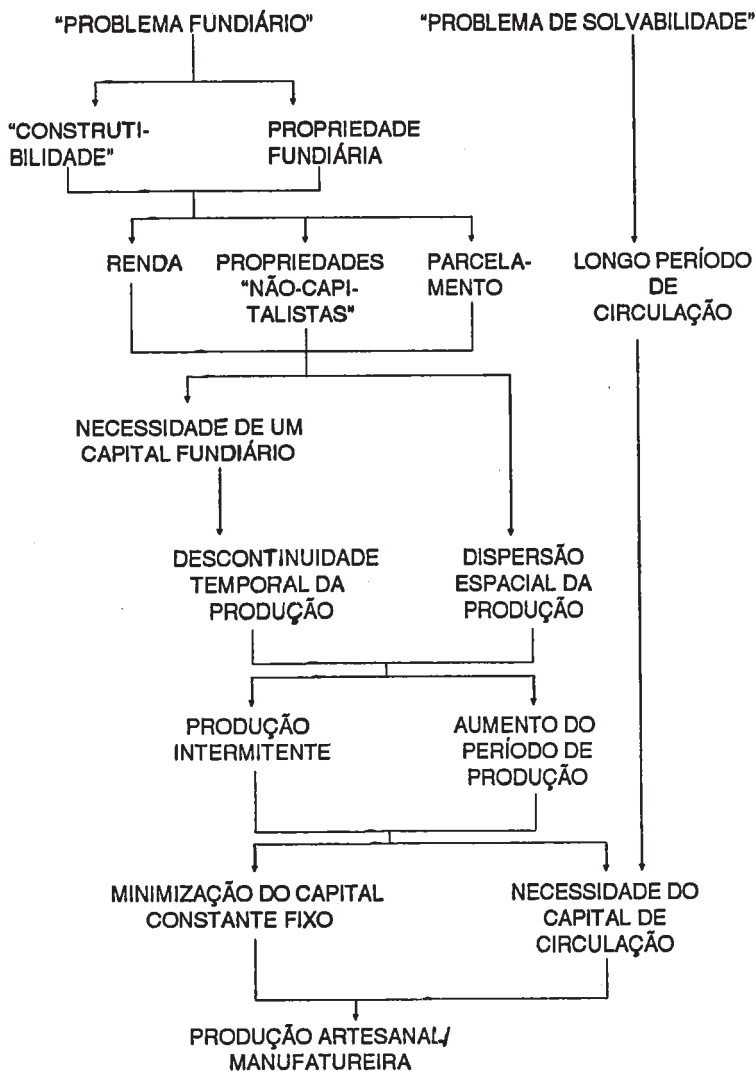 "PROBLEMA FUNDIÁRIO"
"PROBLEMA DE SOLVABILIDADE"
"CONSTRUTI-
BILIDADE"
PROPRIEDADE
FUNDIÁRIA
RENDA
PROPRIEDADES
"NÃO-CAPI-
TALISTAS"
PARCELA-
MENTO
LONGO PERÍODO
DE
CIRCULAÇÃO
NECESSIDADE DE UM
CAPITAL FUNDIÁRIO
DESCONTINUIDADE
TEMPORAL DA
PRODUÇÃO
DISPERSÃO
ESPACIAL DA
PRODUÇÃO
PRODUÇÃO
INTERMITENTE
AUMENTO DO
PERÍODO DE
PRODUÇÃO
MINIMIZAÇÃO DO CAPITAL
CONSTANTE FIXO
NECESSIDADE DO
CAPITAL DE
CIRCULAÇÃO
PRODUÇÃO ARTESANAL/
MANUFATUREIRA